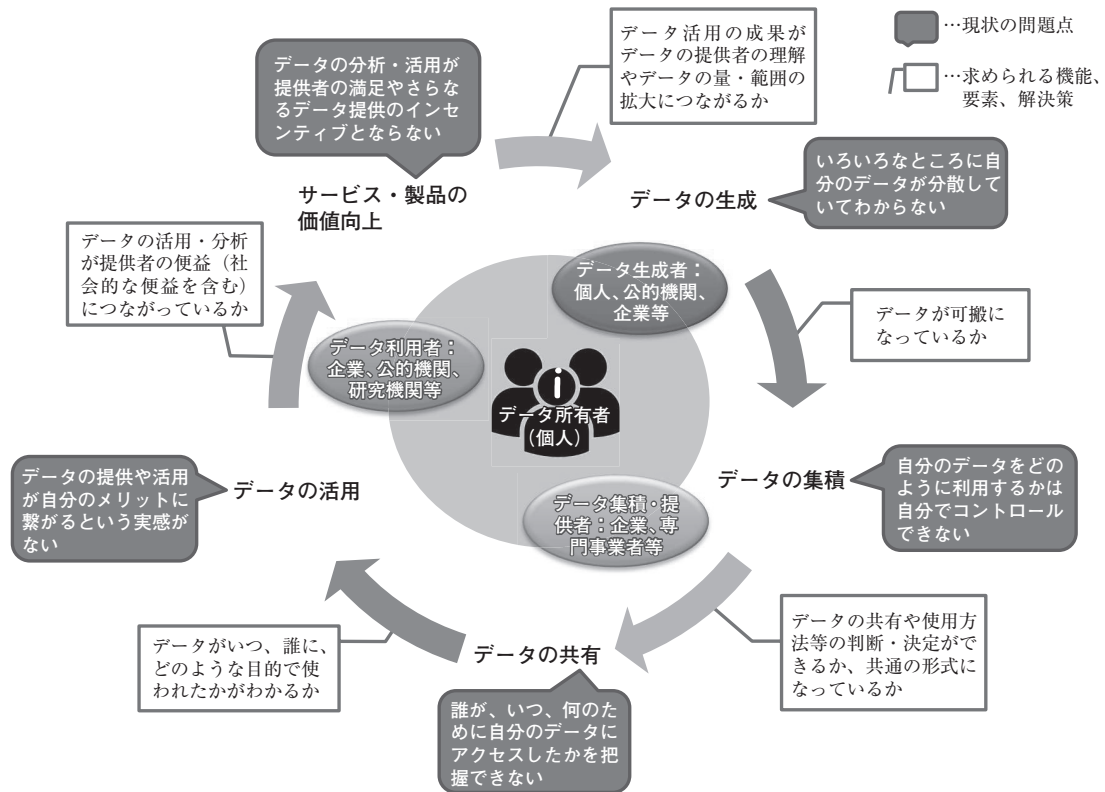 データ活用の成果が
データの提供者の理解
やデータの量・範囲の
拡大につながるか
…現状の問題点
…求められる機能、
要素、解決策
データの分析・活用が
提供者の満足やさらな
るデータ提供のインセ
ンティブとならない
サービス・製品の
価値向上
データの生成
いろいろなところに自
分のデータが分散して
いてわからない
データの活用・分析
が提供者の便益（社
会的な便益を含む）
につながっているか
データ生成者：
個人、公的機関、
企業等
データが可搬に
なっているか
データ利用者：
企業、公的機関、
研究機関等
i
データ所有者
（個人）
データの提供や活用
が自分のメリットに
繋がるという実感が
ない
データの活用
データの集積
自分のデータをどの
ように利用するかは
自分でコントロール
できない
データ集積・提
供者：企業、専
門事業者等
データがいつ、誰に、
どのような目的で使
われたかがわかるか
データの共有
データの共有や使用方
法等の判断・決定がで
きるか、共通の形式に
なっているか
誰が、いつ、何のた
めに自分のデータに
アクセスしたかを把
握できない